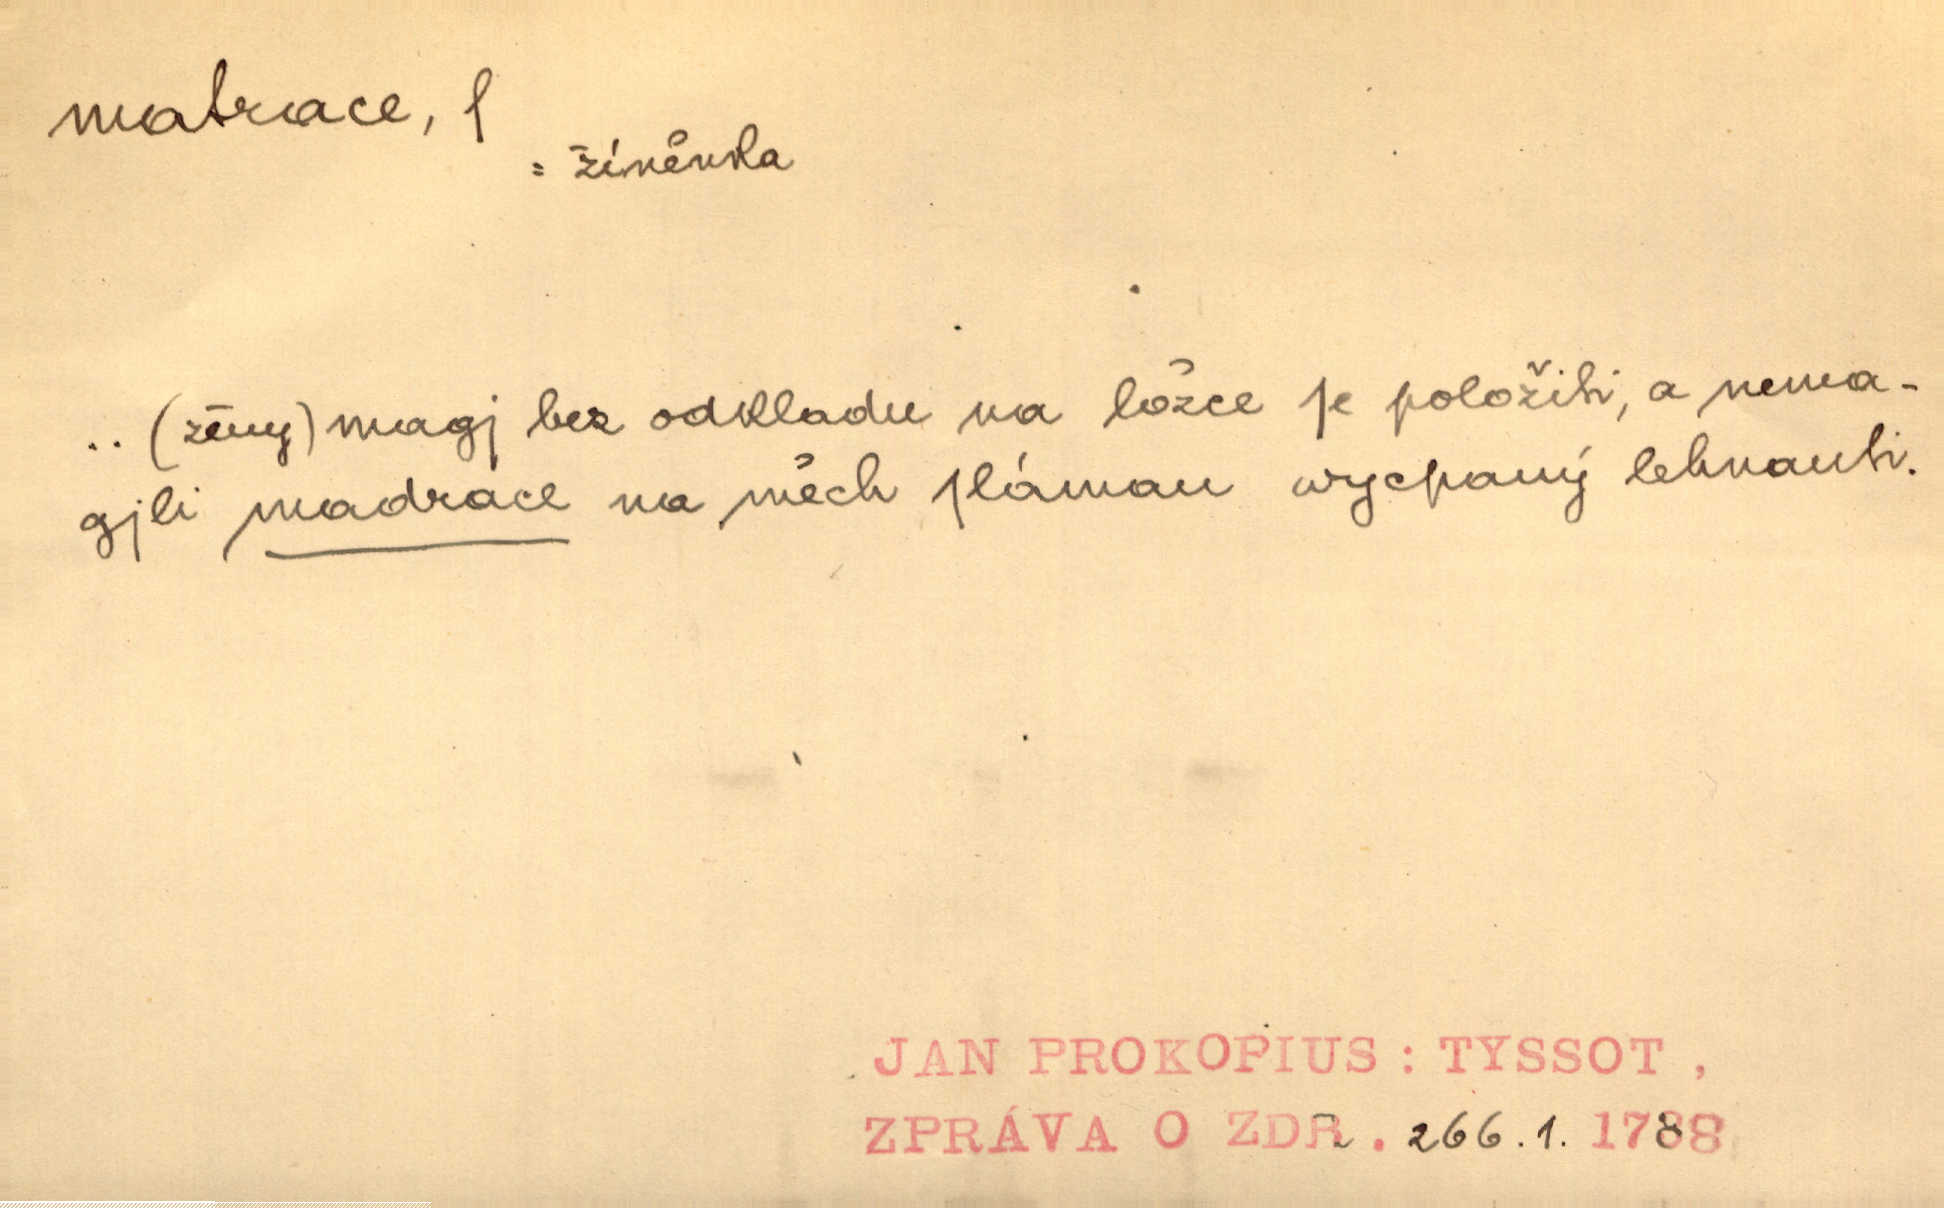 matrace, f
= žíněnka
.. (ženy) magj bez odkladu na lóžce se položiti, a nema-
gjli madrace na měch slámau wycpaný lehnauti.
JAN PROKOPIUS : TYSSOT ,
ZPRÁVA O ZDR . 266.1. 1788